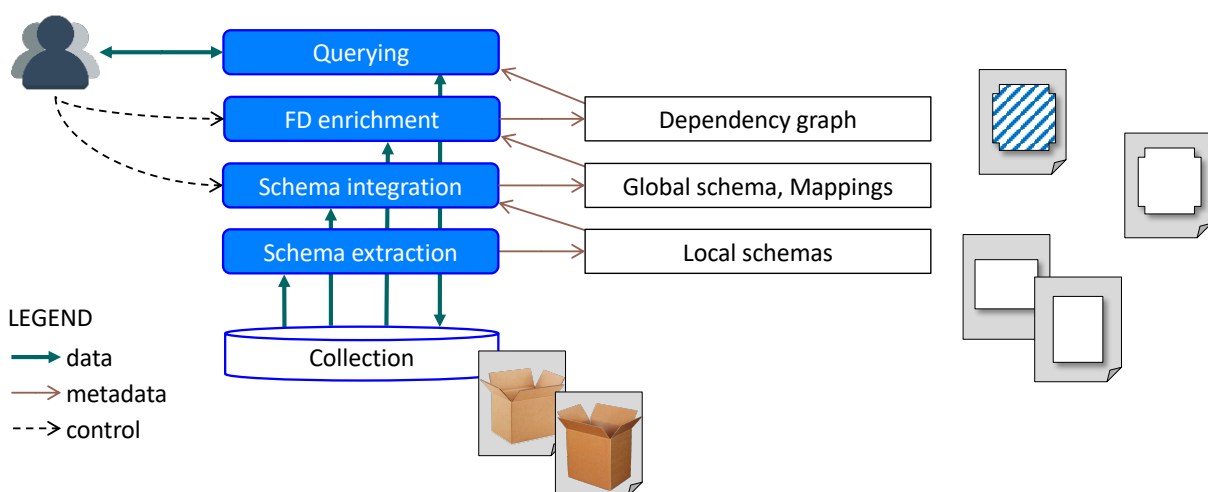 Querying
FD enrichment
Dependency graph
Schema integration
Global schema, Mappings
Schema extraction
Local schemas
LEGEND
data
Collection
metadata
control